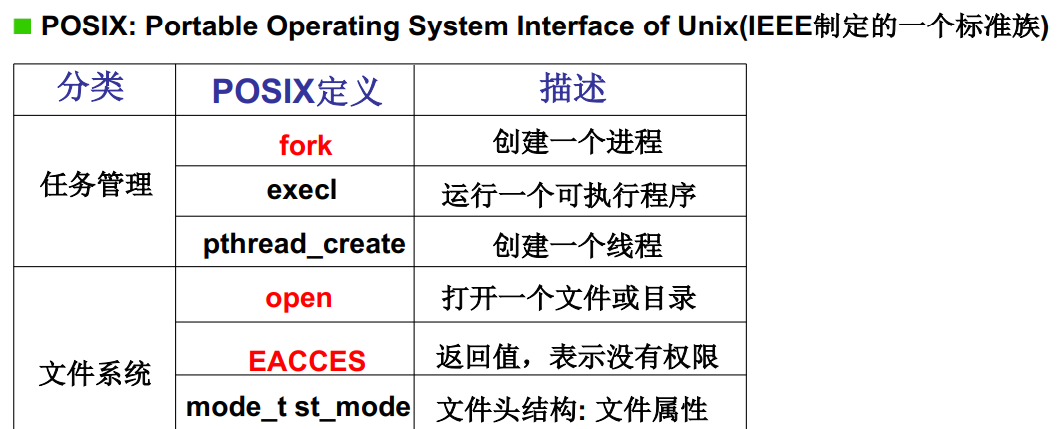 POSIX: Portable Operating System Interface of Unix(IEEE制定的一个标准族)
分类 POSIX定义 描述
任务管理
fork 创建一个进程
execl 运行一个可执行程序
pthread_create 创建一个线程
文件系统
open 打开一个文件或目录
EACCES 返回值，表示没有权限
mode_t st_mode 文件头结构: 文件属性